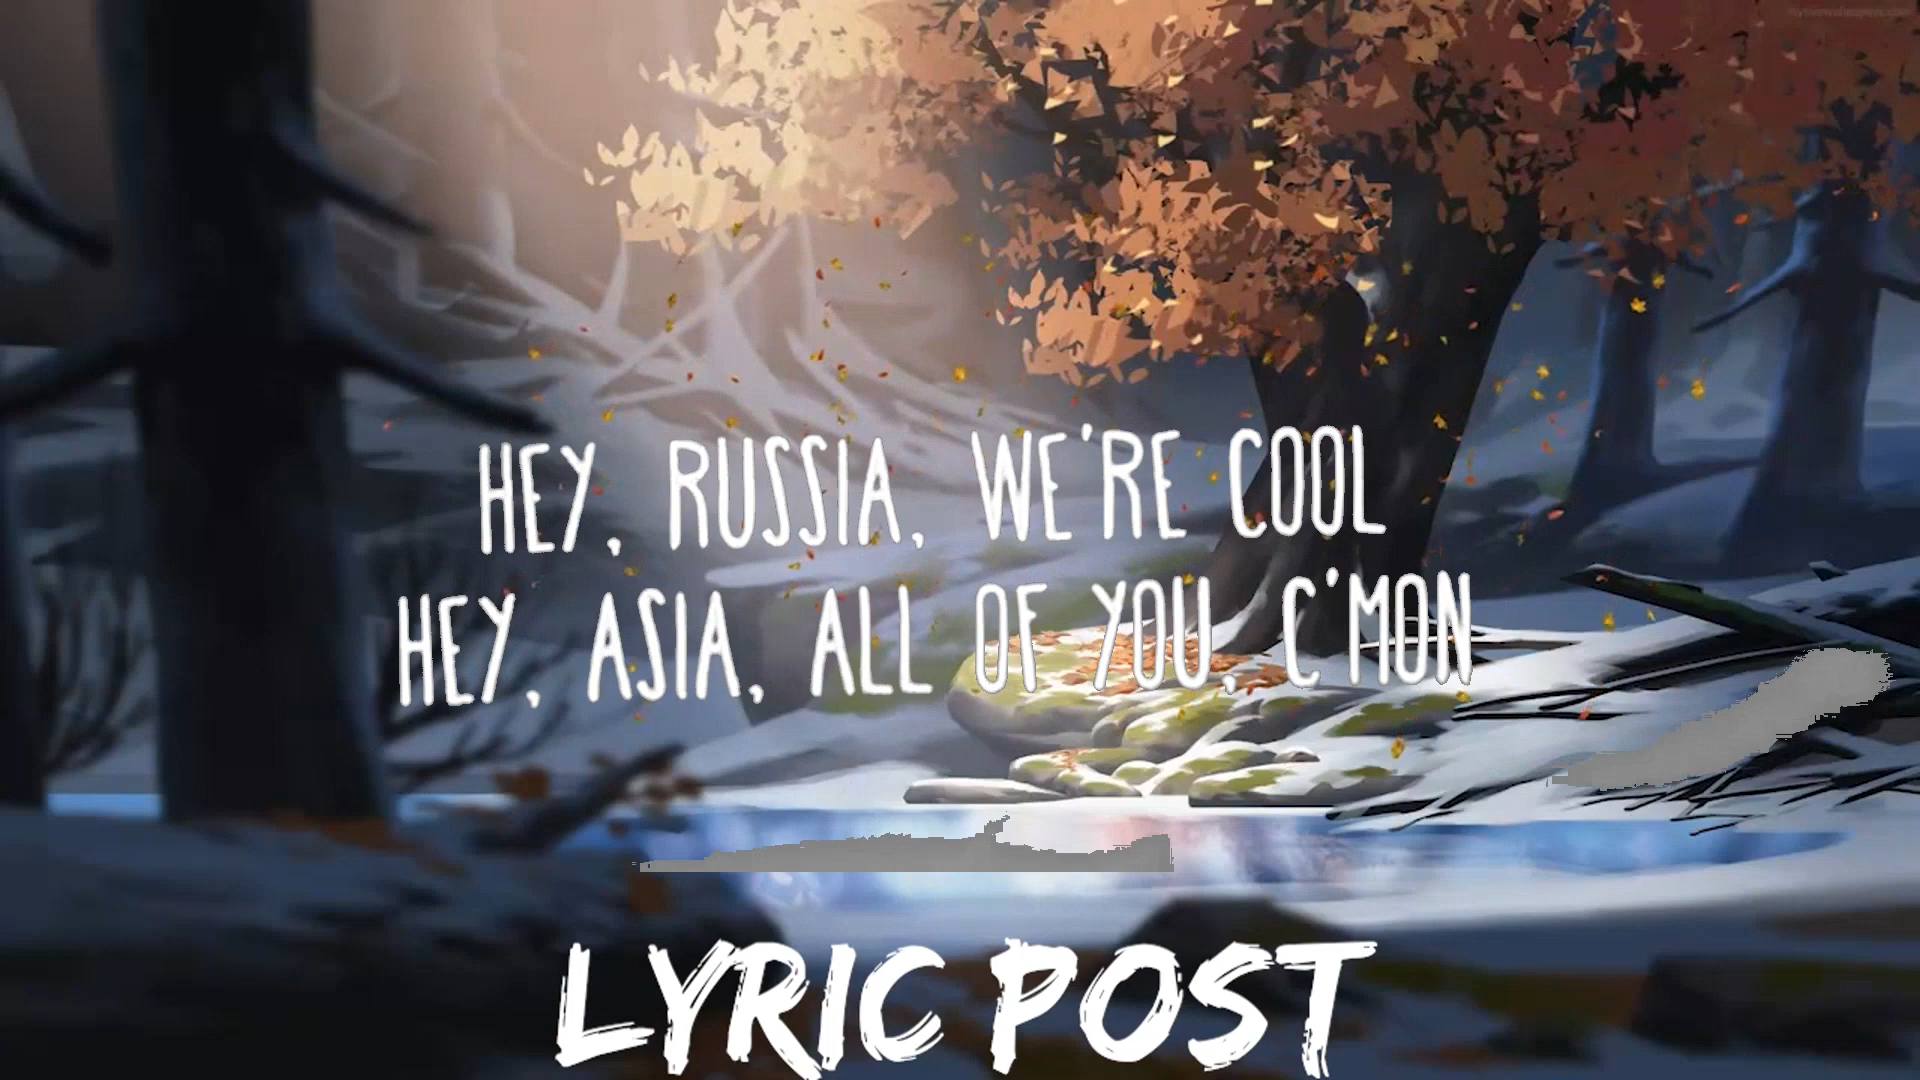 HEY, RUSSIA, WE'RE COOL
HEY, ASIA, ALL OF YOU, C'MON
LYRIC POST